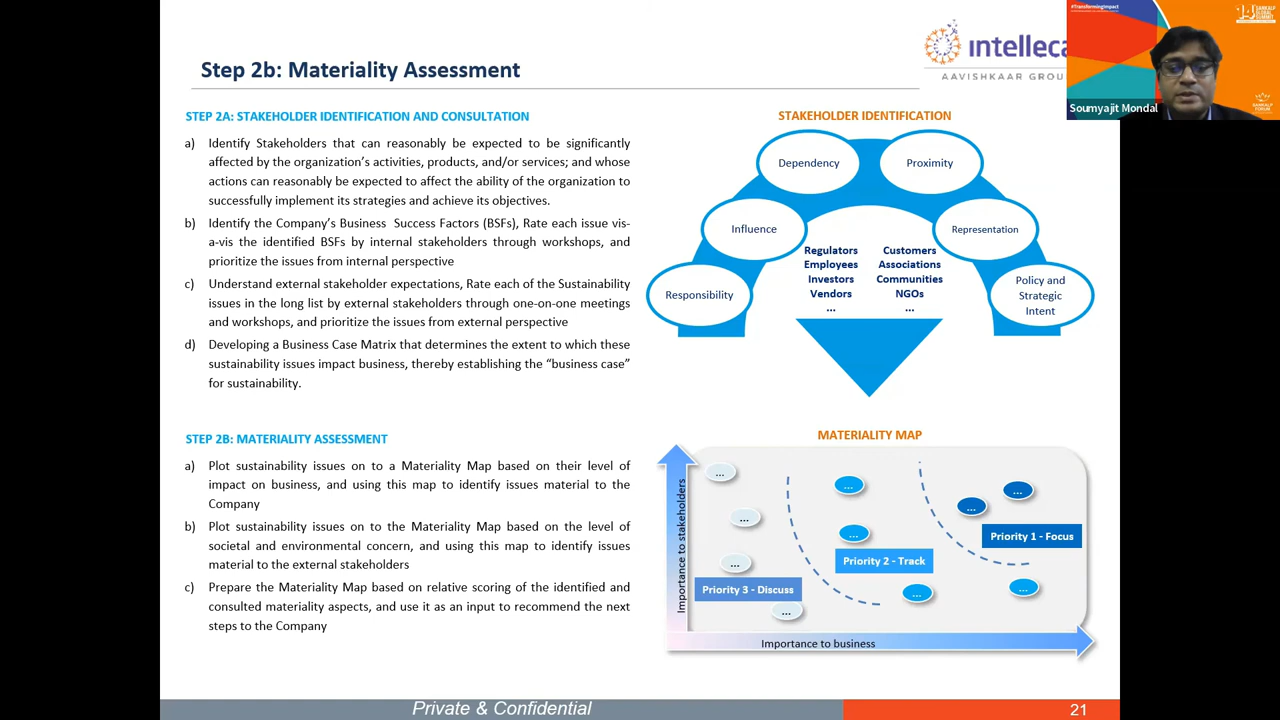 #TransformingImpact
14
SANKALP
GLOBAL
SUMMIT
SANKALP
FORUM
Soumyajit Mondal
intelleca
AAVISHKAAR GROU
Step 2b: Materiality Assessment
STEP 2A: STAKEHOLDER IDENTIFICATION AND CONSULTATION
a) Identify Stakeholders that can reasonably be expected to be significantly
affected by the organization's activities, products, and/or services; and whose
actions can reasonably be expected to affect the ability of the organization to
successfully implement its strategies and achieve its objectives.
b) Identify the Company's Business Success Factors (BSFs), Rate each issue vis-
a-vis the identified BSFs by internal stakeholders through workshops, and
prioritize the issues from internal perspective
c) Understand external stakeholder expectations, Rate each of the Sustainability
issues in the long list by external stakeholders through one-on-one meetings
and workshops, and prioritize the issues from external perspective
d) Developing a Business Case Matrix that determines the extent to which these
sustainability issues impact business, thereby establishing the "business case"
for sustainability.
STAKEHOLDER IDENTIFICATION
Dependency
Proximity
Influence
Representation
Responsibility
Policy and
Strategic
Intent
Regulators
Employees
Investors
Vendors
...
Customers
Associations
Communities
NGOs
...
STEP 2B: MATERIALITY ASSESSMENT
a) Plot sustainability issues on to a Materiality Map based on their level of
impact on business, and using this map to identify issues material to the
Company
b) Plot sustainability issues on to the Materiality Map based on the level of
societal and environmental concern, and using this map to identify issues
material to the external stakeholders
c) Prepare the Materiality Map based on relative scoring of the identified and
consulted materiality aspects, and use it as an input to recommend the next
steps to the Company
MATERIALITY MAP
Importance to stakeholders
...
...
...
...
...
...
...
...
...
...
Priority 1 - Focus
Priority 2 - Track
Priority 3 - Discuss
Importance to business
Private & Confidential
21